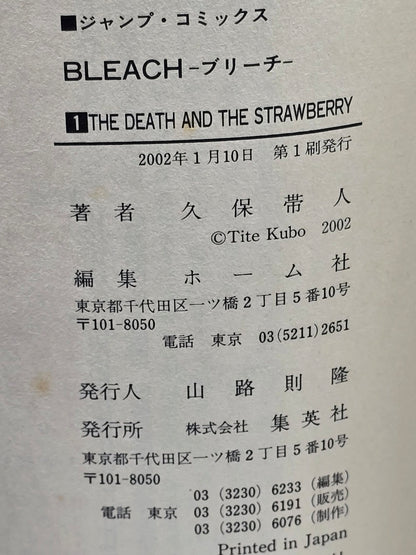 ■ジャンプ・コミックス
BLEACH ―ブリーチ―
1 THE DEATH AND THE STRAWBERRY
2002年1月10日 第1刷発行
著者 久保帯人
©Tite Kubo 2002
編集 ホーム社
東京都千代田区一ツ橋2丁目5番10号
〒101-8050
電話 東京 03(5211)2651
発行人 山路則隆
発行所 株式会社 集英社
東京都千代田区一ツ橋2丁目5番10号
〒101-8050
03(3230)6233(編集)
電話 東京 03(3230)6191(販売)
03(3230)6076(制作)
Printed in Japan